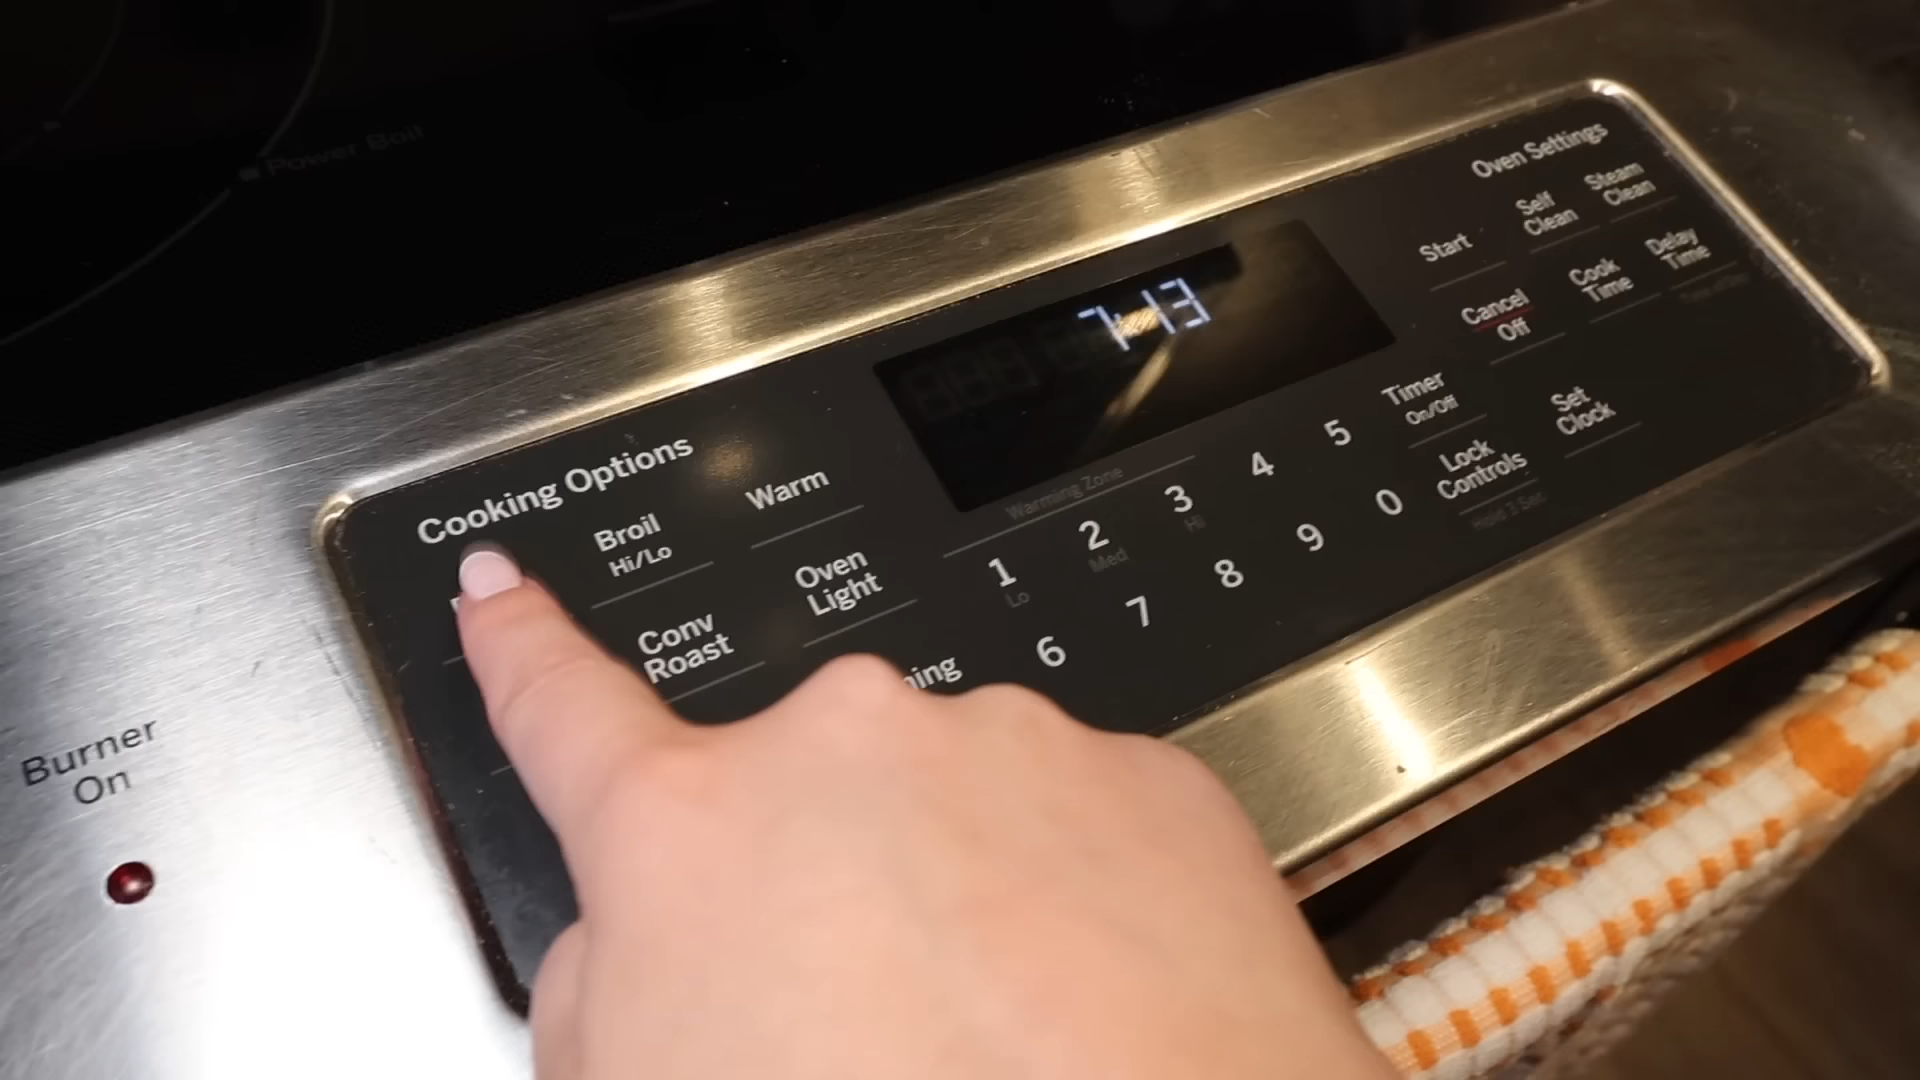 Power Boil
Oven Settings
Self
Clean
Steam
Clean
Start
Cook
Time
Delay
Time
Cancel
Off
7:13
Cooking Options
Broil
Hi/Lo
Warm
Conv
Roast
Oven
Light
Warming Zone
1
Lo
2
Med
3
Hi
4
5
6
7
8
9
0
Timer
On/Off
Lock
Controls
Hold 3 Sec
Set
Clock
Burner
On